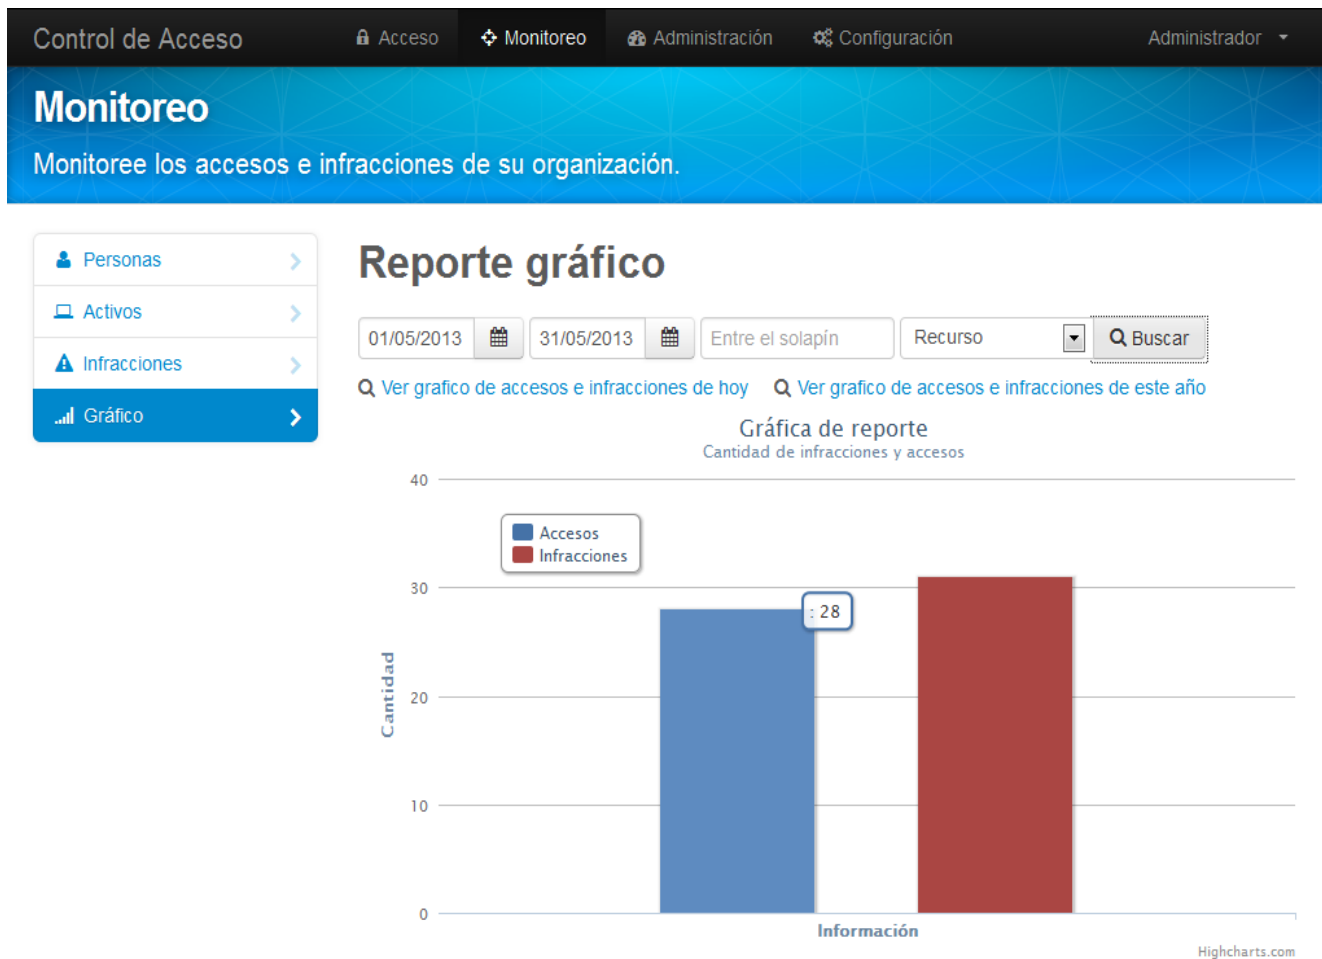 Control de Acceso Acceso Monitoreo Administración Configuración Administrador
Monitoreo
Monitoree los accesos e infracciones de su organización.
Personas
Activos
Infracciones
Gráfico
Reporte gráfico
01/05/2013 31/05/2013 Entre el solapín Recurso Buscar
Ver grafico de accesos e infracciones de hoy Ver grafico de accesos e infracciones de este año
Gráfica de reporte
Cantidad de infracciones y accesos
40
Accesos
Infracciones
30
: 28
Cantidad
20
10
0
Información
Highcharts.com